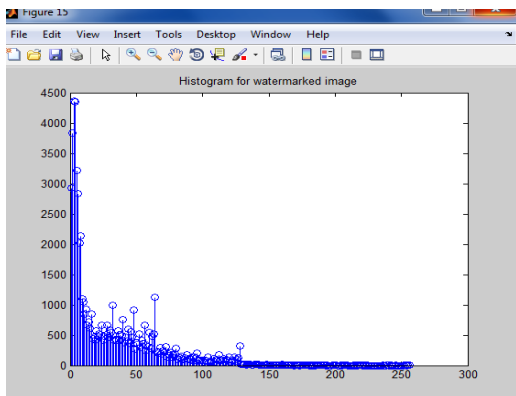 Figure 15
File Edit View Insert Tools Desktop Window Help
Histogram for watermarked image
4500
4000
3500
3000
2500
2000
1500
1000
500
0
0 50 100 150 200 250 300